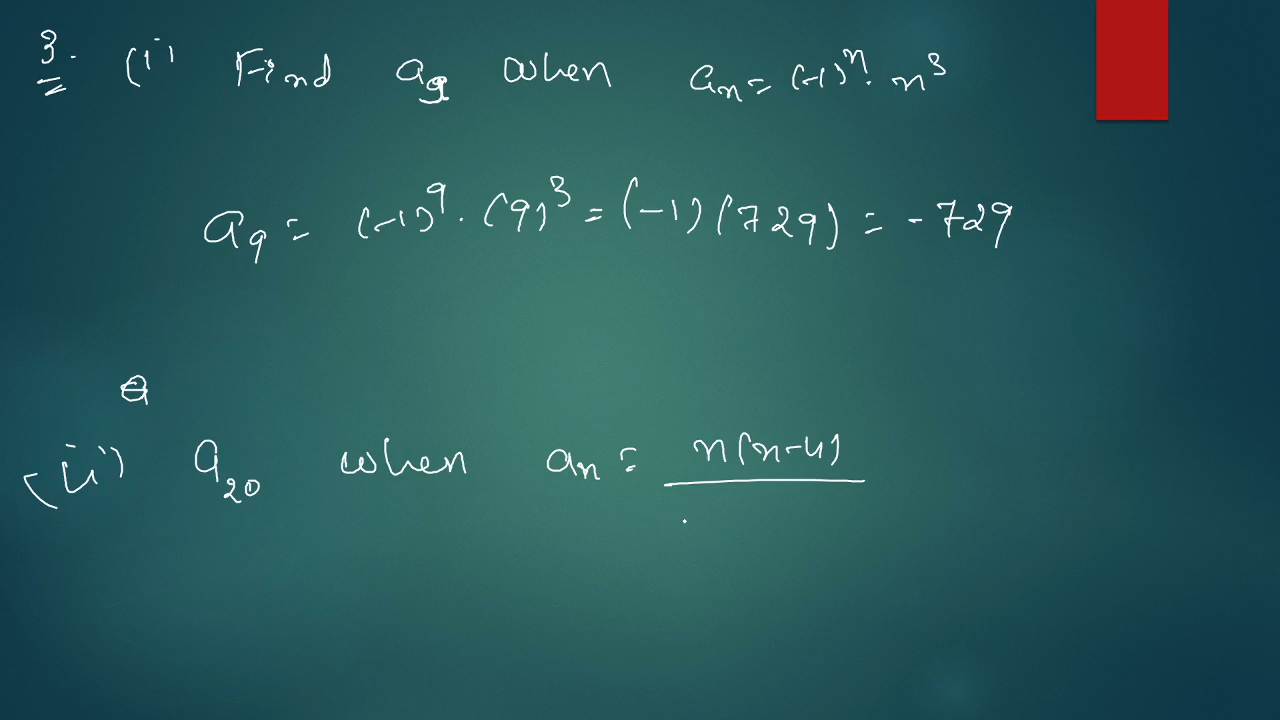 3. (i) Find a₉ when aₙ = (-1)ⁿ. n³
a₉ = (-1)⁹. (9)³ = (-1) (729) = -729
a
(ii) a₂₀ when aₙ = n(n-4)